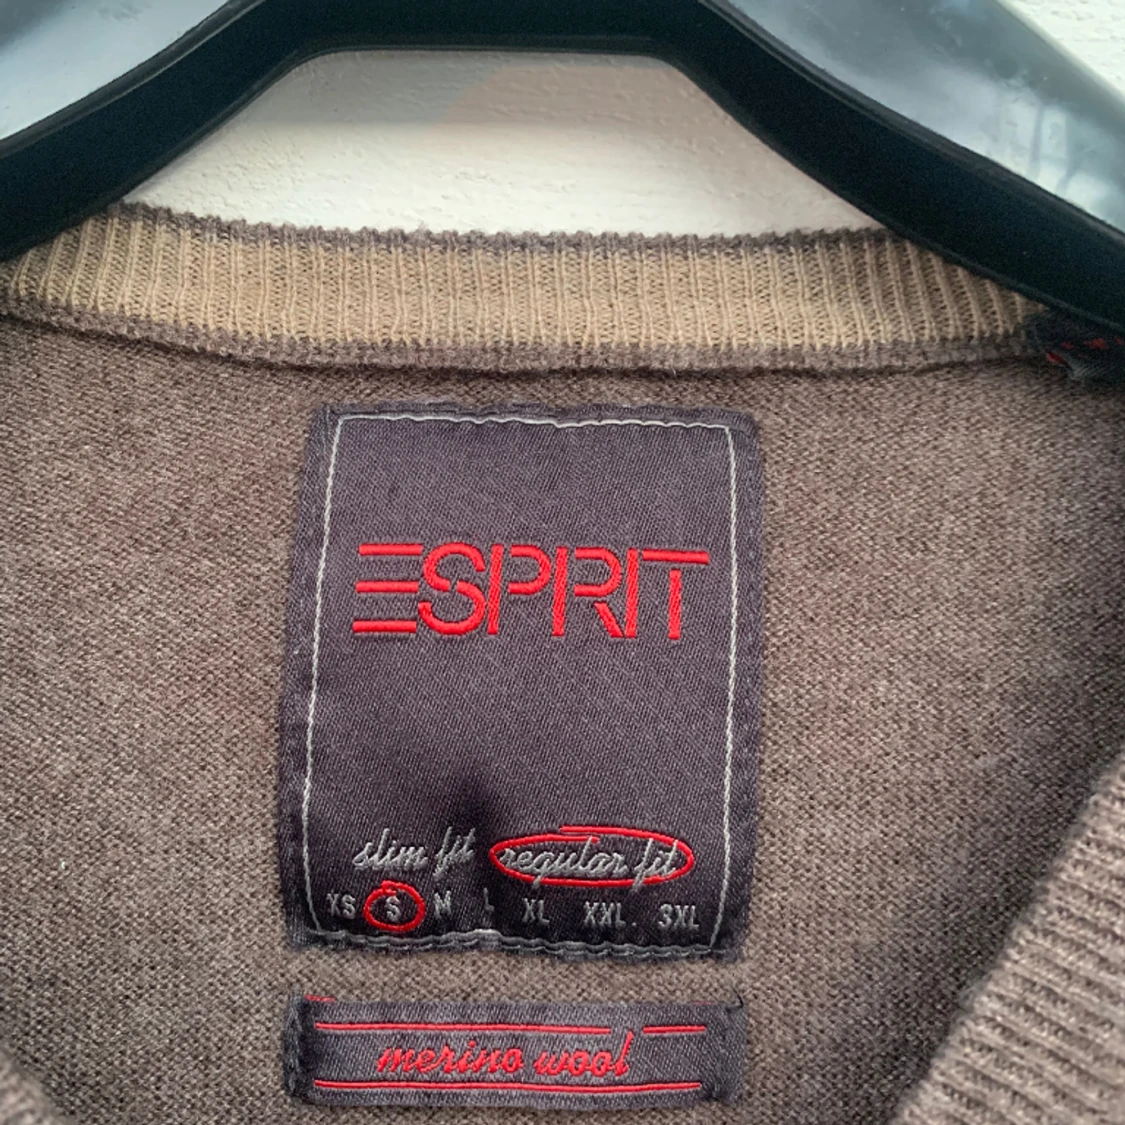 ESPRIT
slim fit regular fit
XS S M L XL XXL. 3XL
merino wool